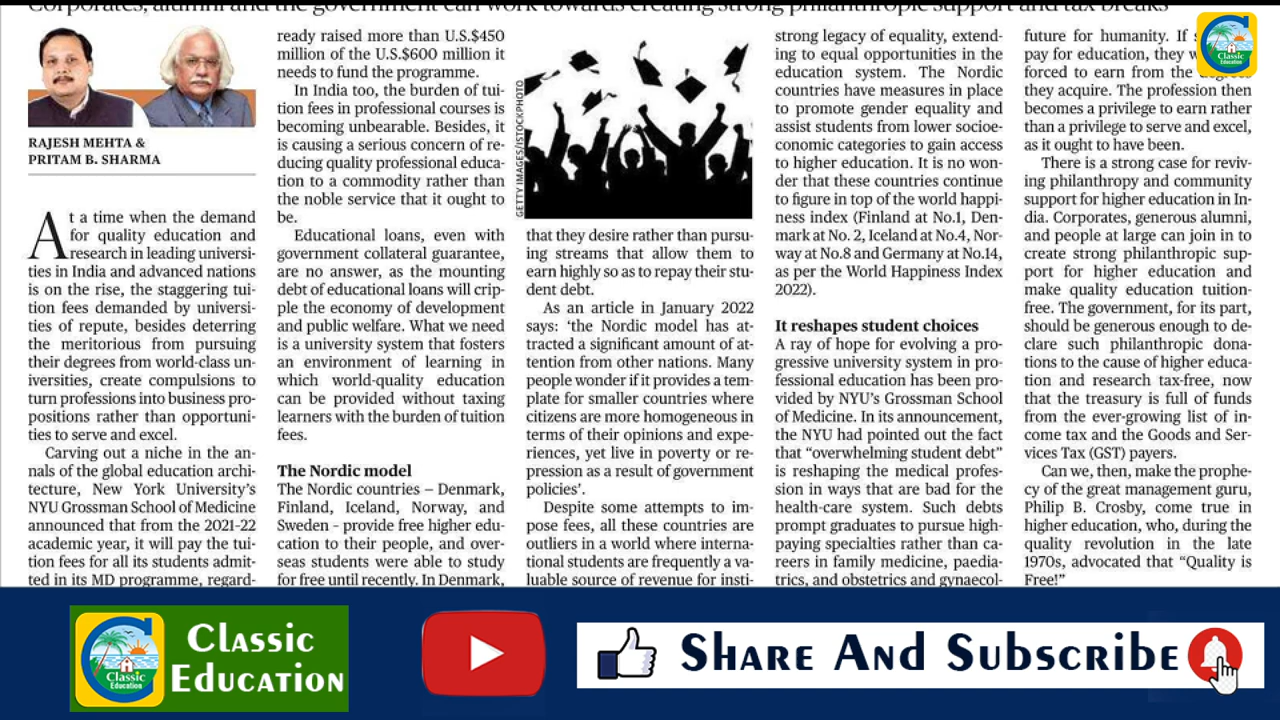 Corporates, alumni and the government can work towards creating strong philanthropic support and tax breaks
RAJESH MEHTA &
PRITAM B. SHARMA
At a time when the demand
for quality education and
research in leading universi-
ties in India and advanced nations
is on the rise, the staggering tui-
tion fees demanded by universi-
ties of repute, besides deterring
the meritorious from pursuing
their degrees from world-class un-
iversities, create compulsions to
turn professions into business pro-
positions rather than opportuni-
ties to serve and excel.
Carving out a niche in the an-
nals of the global education archi-
tecture, New York University's
NYU Grossman School of Medicine
announced that from the 2021-22
academic year, it will pay the tui-
tion fees for all its students admit-
ted in its MD programme, regard-
ready raised more than U.S.$450
million of the U.S.$600 million it
needs to fund the programme.
In India too, the burden of tui-
tion fees in professional courses is
becoming unbearable. Besides, it
is causing a serious concern of re-
ducing quality professional educa-
tion to a commodity rather than
the noble service that it ought to
be.
Educational loans, even with
government collateral guarantee,
are no answer, as the mounting
debt of educational loans will crip-
ple the economy of development
and public welfare. What we need
is a university system that fosters
an environment of learning in
which world-quality education
can be provided without taxing
learners with the burden of tuition
fees.
The Nordic model
The Nordic countries – Denmark,
Finland, Iceland, Norway, and
Sweden – provide free higher edu-
cation to their people, and over-
seas students were able to study
for free until recently. In Denmark,
GETTY IMAGES/ISTOCKPHOTO
that they desire rather than pursu-
ing streams that allow them to
earn highly so as to repay their stu-
dent debt.
As an article in January 2022
says: 'the Nordic model has at-
tracted a significant amount of at-
tention from other nations. Many
people wonder if it provides a tem-
plate for smaller countries where
citizens are more homogeneous in
terms of their opinions and expe-
riences, yet live in poverty or re-
pression as a result of government
policies'.
Despite some attempts to im-
pose fees, all these countries are
outliers in a world where interna-
tional students are frequently a va-
luable source of revenue for insti-
strong legacy of equality, extend-
ing to equal opportunities in the
education system. The Nordic
countries have measures in place
to promote gender equality and
assist students from lower socioe-
conomic categories to gain access
to higher education. It is no won-
der that these countries continue
to figure in top of the world happi-
ness index (Finland at No.1, Den-
mark at No. 2, Iceland at No.4, Nor-
way at No.8 and Germany at No.14,
as per the World Happiness Index
2022).
It reshapes student choices
A ray of hope for evolving a pro-
gressive university system in pro-
fessional education has been pro-
vided by NYU's Grossman School
of Medicine. In its announcement,
the NYU had pointed out the fact
that "overwhelming student debt"
is reshaping the medical profes-
sion in ways that are bad for the
health-care system. Such debts
prompt graduates to pursue high-
paying specialties rather than ca-
reers in family medicine, paedia-
trics, and obstetrics and gynaecol-
future for humanity. If
pay for education, they
forced to earn from the
they acquire. The profession then
becomes a privilege to earn rather
than a privilege to serve and excel,
as it ought to have been.
There is a strong case for reviv-
ing philanthropy and community
support for higher education in In-
dia. Corporates, generous alumni,
and people at large can join in to
create strong philanthropic sup-
port for higher education and
make quality education tuition-
free. The government, for its part,
should be generous enough to de-
clare such philanthropic dona-
tions to the cause of higher educa-
tion and research tax-free, now
that the treasury is full of funds
from the ever-growing list of in-
come tax and the Goods and Ser-
vices Tax (GST) payers.
Can we, then, make the prophe-
cy of the great management guru,
Philip B. Crosby, come true in
higher education, who, during the
quality revolution in the late
1970s, advocated that "Quality is
Free!"
Classic
Education
Classic
Education
Classic
Education
Share And Subscribe